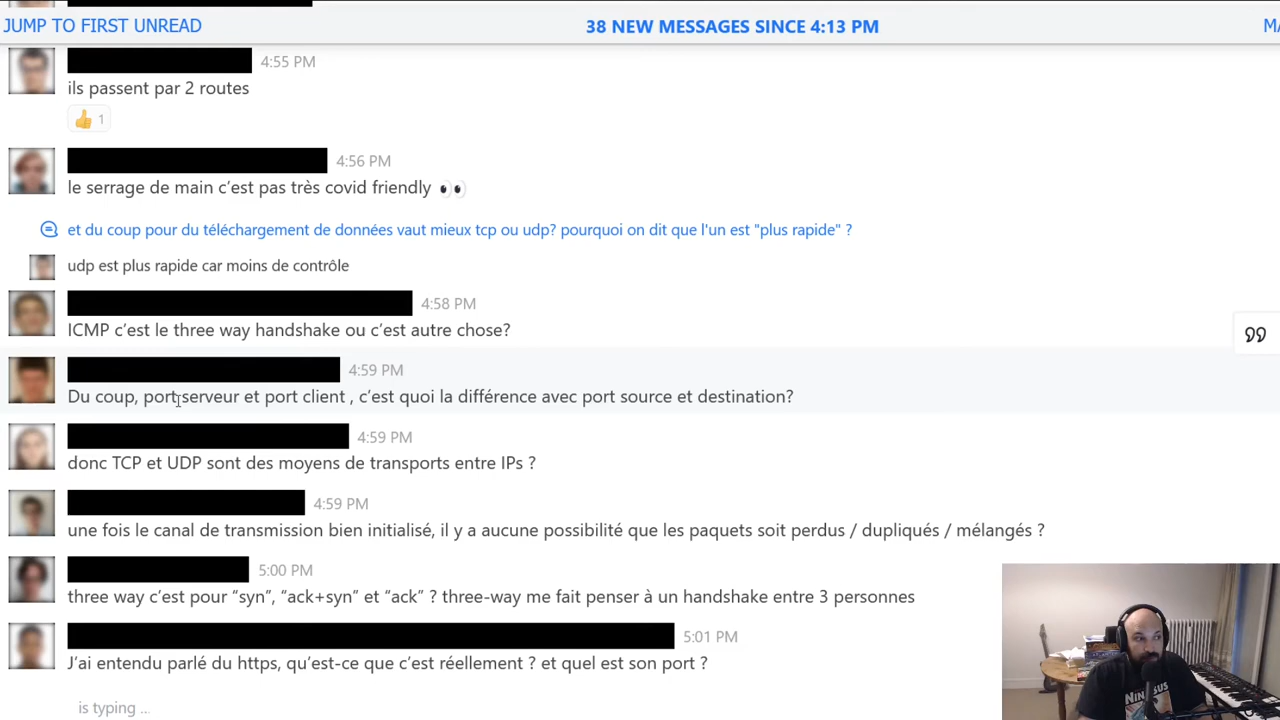 JUMP TO FIRST UNREAD
38 NEW MESSAGES SINCE 4:13 PM
MA
4:55 PM
ils passent par 2 routes
👍 1
4:56 PM
le serrage de main c’est pas très covid friendly 👀
et du coup pour du téléchargement de données vaut mieux tcp ou udp? pourquoi on dit que l'un est "plus rapide" ?
udp est plus rapide car moins de contrôle
4:58 PM
ICMP c’est le three way handshake ou c’est autre chose?
4:59 PM
Du coup, port serveur et port client , c’est quoi la différence avec port source et destination?
4:59 PM
donc TCP et UDP sont des moyens de transports entre IPs ?
4:59 PM
une fois le canal de transmission bien initialisé, il y a aucune possibilité que les paquets soit perdus / dupliqués / mélangés ?
5:00 PM
three way c’est pour “syn”, “ack+syn” et “ack” ? three-way me fait penser à un handshake entre 3 personnes
5:01 PM
J’ai entendu parlé du https, qu’est-ce que c’est réellement ? et quel est son port ?
is typing ...